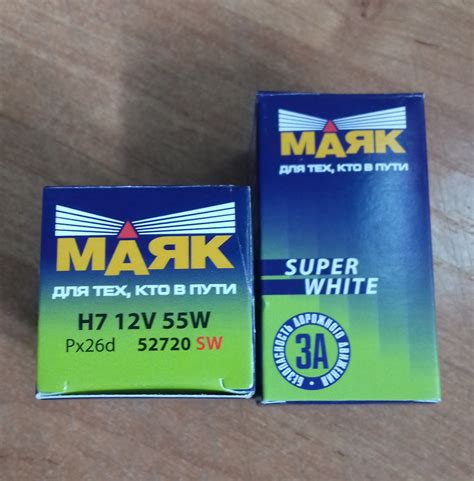 МАЯК
ДЛЯ ТЕХ, КТО В ПУТИ
H7 12V 55W
Px26d 52720 SW
МАЯК
ДЛЯ ТЕХ, КТО В ПУТИ
SUPER
WHITE
ЗА
БЕЗОПАСНОСТЬ ДОРОЖНОГО ДВИЖЕНИЯ